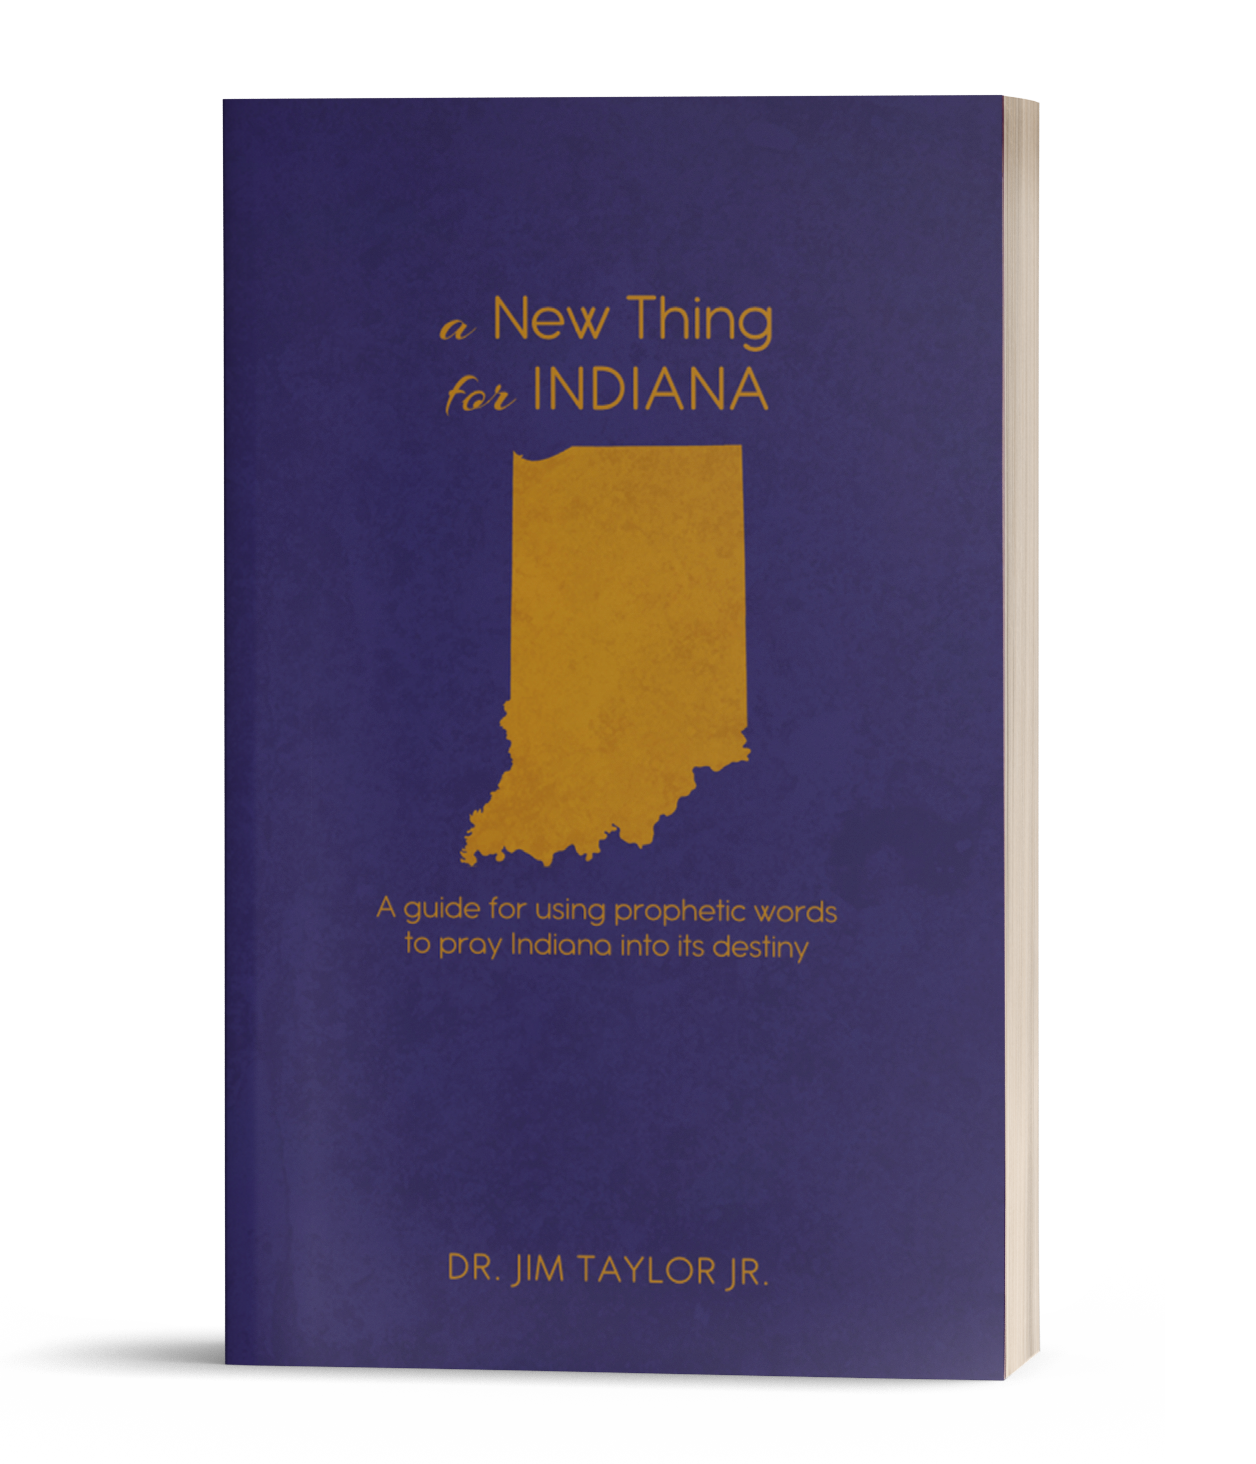 a New Thing
for INDIANA
A guide for using prophetic words
to pray Indiana into its destiny
DR. JIM TAYLOR JR.